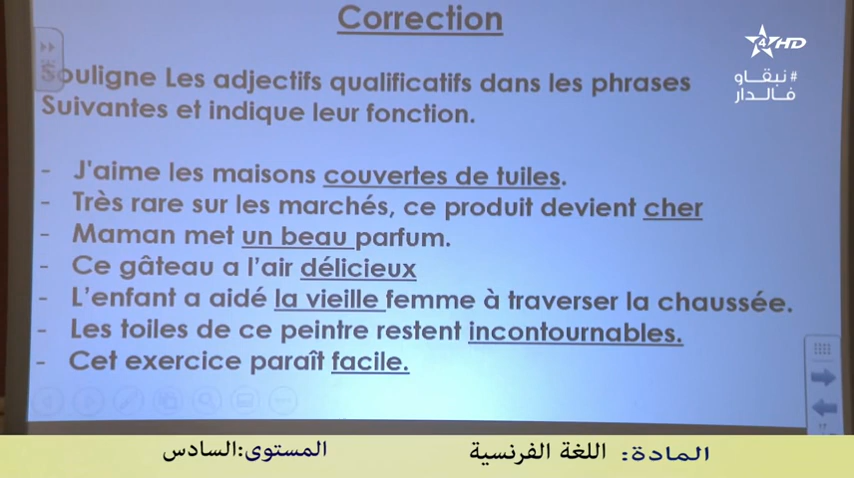 Correction
4HD
#نبقاو
فالدار
Souligne Les adjectifs qualificatifs dans les phrases
Suivantes et indique leur fonction.
- J'aime les maisons couvertes de tuiles.
- Très rare sur les marchés, ce produit devient cher
- Maman met un beau parfum.
- Ce gâteau a l'air délicieux
- L'enfant a aidé la vieille femme à traverser la chaussée.
- Les toiles de ce peintre restent incontournables.
- Cet exercice paraît facile.
المادة: اللغة الفرنسية المستوى:السادس